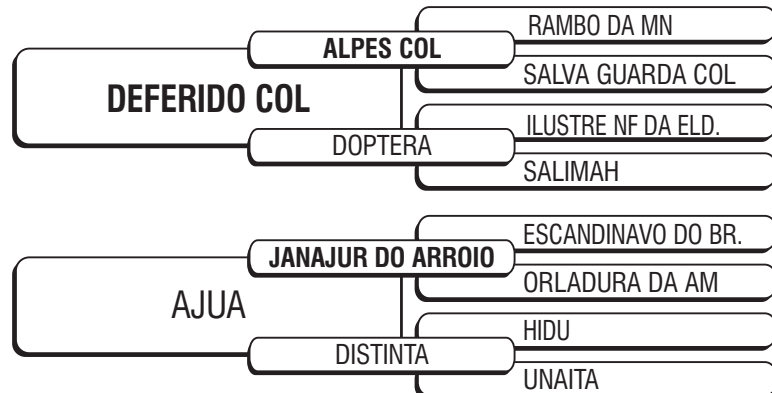 RAMBO DA MN
ALPES COL
SALVA GUARDA COL
DEFERIDO COL
ILUSTRE NF DA ELD.
DOPTERA
SALIMAH
ESCANDINAVO DO BR.
JANAJUR DO ARROIO
ORLADURA DA AM
AJUA
HIDU
DISTINTA
UNAITA